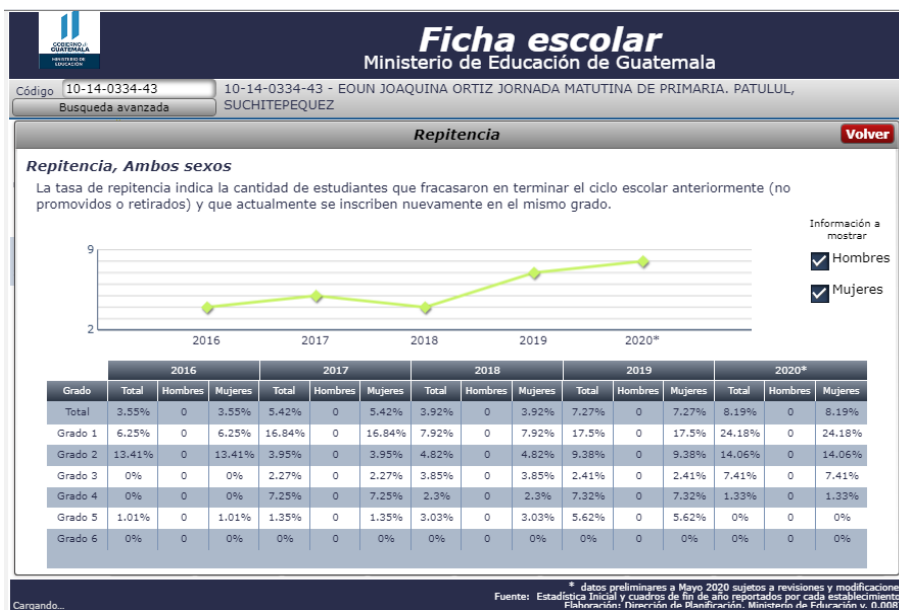 GOBIERNO de
GUATEMALA
MINISTERIO DE
EDUCACIÓN
Ficha escolar
Ministerio de Educación de Guatemala
Código 10-14-0334-43
Busqueda avanzada
10-14-0334-43 - EOUN JOAQUINA ORTIZ JORNADA MATUTINA DE PRIMARIA. PATULUL,
SUCHITEPEQUEZ
Repitencia
Volver
Repitencia, Ambos sexos
La tasa de repitencia indica la cantidad de estudiantes que fracasaron en terminar el ciclo escolar anteriormente (no
promovidos o retirados) y que actualmente se inscriben nuevamente en el mismo grado.
Información a
mostrar
Hombres
Mujeres
9
2
2016 2017 2018 2019 2020*
2016 2017 2018 2019 2020*
Grado Total Hombres Mujeres Total Hombres Mujeres Total Hombres Mujeres Total Hombres Mujeres Total Hombres Mujeres
Total 3.55% 0 3.55% 5.42% 0 5.42% 3.92% 0 3.92% 7.27% 0 7.27% 8.19% 0 8.19%
Grado 1 6.25% 0 6.25% 16.84% 0 16.84% 7.92% 0 7.92% 17.5% 0 17.5% 24.18% 0 24.18%
Grado 2 13.41% 0 13.41% 3.95% 0 3.95% 4.82% 0 4.82% 9.38% 0 9.38% 14.06% 0 14.06%
Grado 3 0% 0 0% 2.27% 0 2.27% 3.85% 0 3.85% 2.41% 0 2.41% 7.41% 0 7.41%
Grado 4 0% 0 0% 7.25% 0 7.25% 2.3% 0 2.3% 7.32% 0 7.32% 1.33% 0 1.33%
Grado 5 1.01% 0 1.01% 1.35% 0 1.35% 3.03% 0 3.03% 5.62% 0 5.62% 0% 0 0%
Grado 6 0% 0 0% 0% 0 0% 0% 0 0% 0% 0 0% 0% 0 0%
* datos preliminares a Mayo 2020 sujetos a revisiones y modificacione
Fuente: Estadística Inicial y cuadros de fin de año reportados por cada establecimiento
Elaboración: Dirección de Planificación, Ministerio de Educación v. 0.008
Cargando...